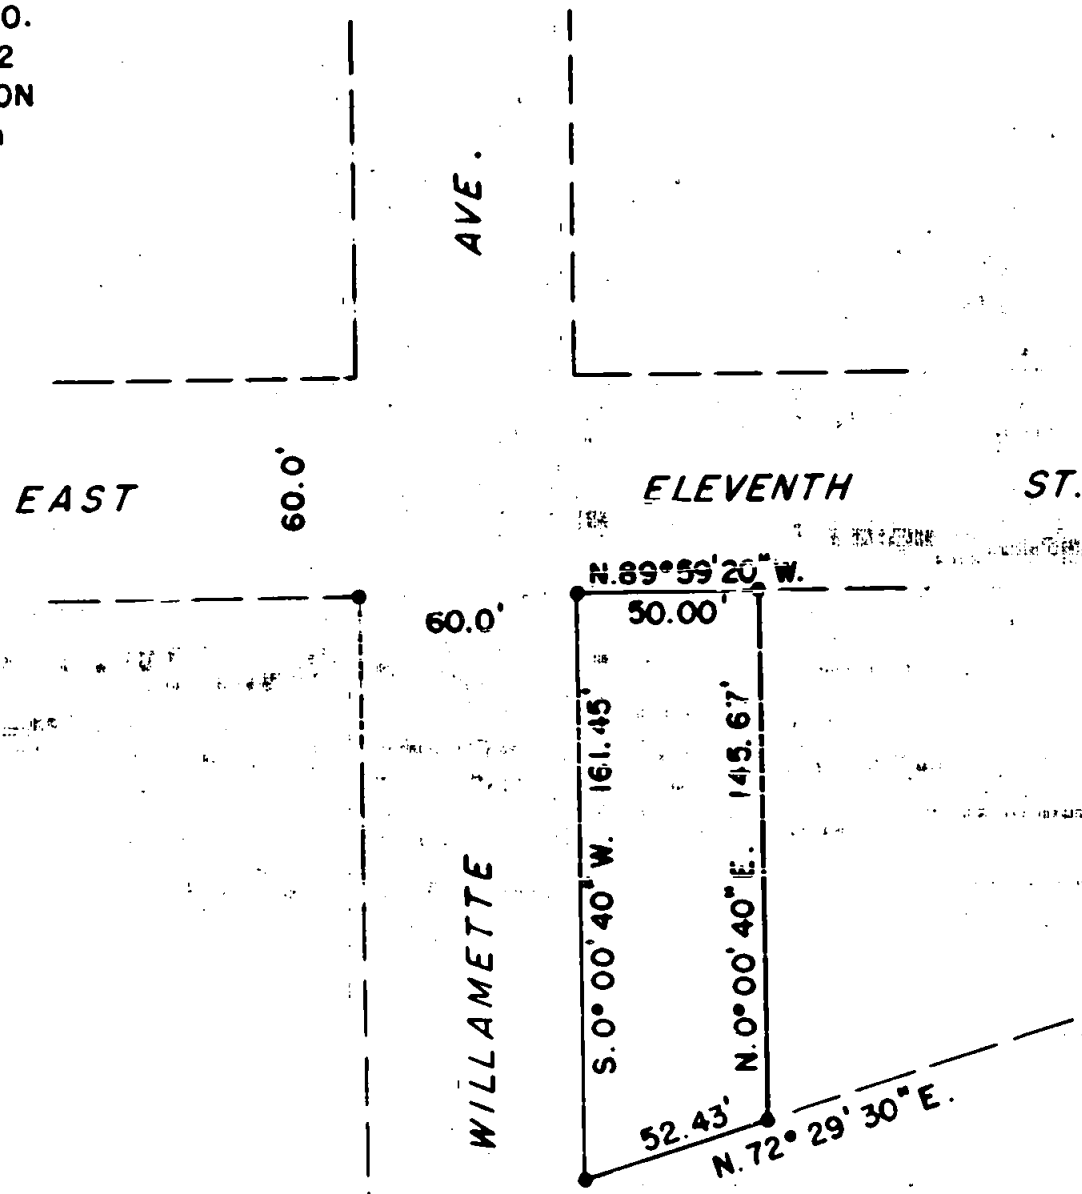 O.
2
ON
AVE.
60.0'
EAST
ELEVENTH ST.
N.89°59'20"W.
60.0'
50.00'
S.0°00'40"W. 161.45'
N.0°00'40"E. 145.67'
WILLAMETTE
52.43'
N.72°29'30"E.